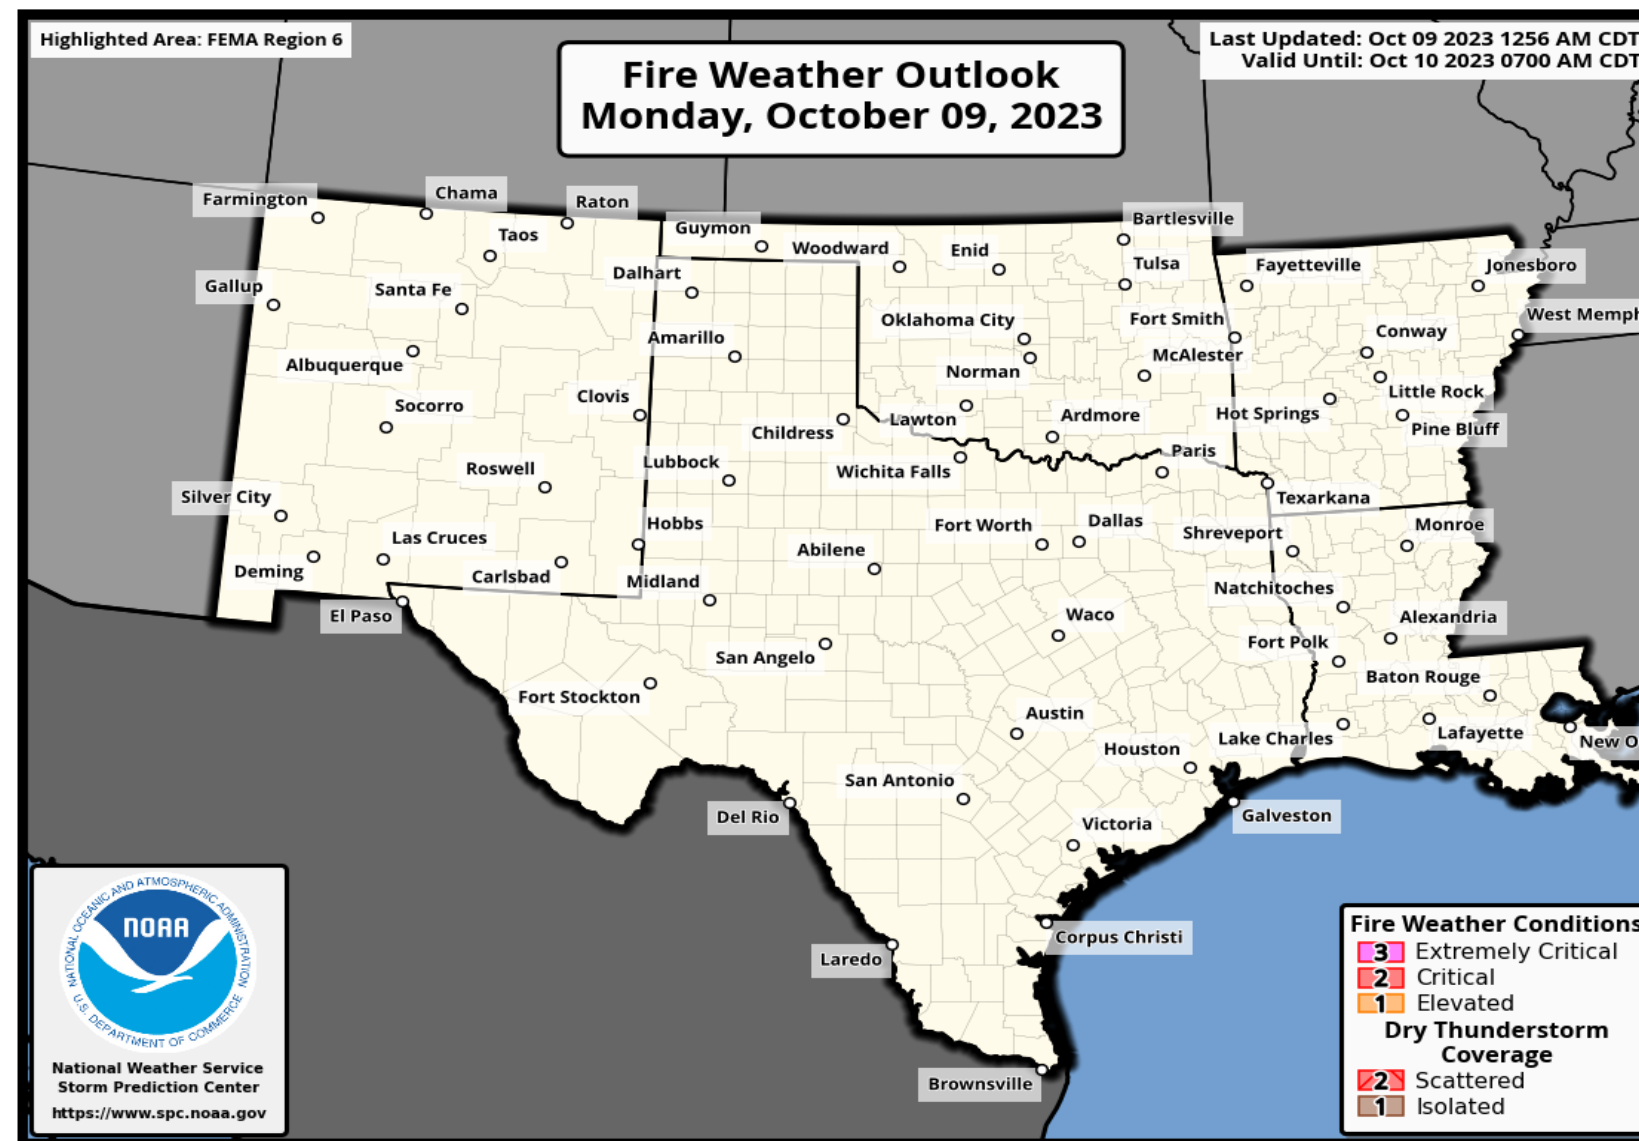 Highlighted Area: FEMA Region 6
Last Updated: Oct 09 2023 1256 AM CDT
Valid Until: Oct 10 2023 0700 AM CDT
Fire Weather Outlook
Monday, October 09, 2023
Farmington
Chama
Raton
Taos
Guymon
Woodward
Enid
Bartlesville
Tulsa
Fayetteville
Jonesboro
Gallup
Santa Fe
Dalhart
Amarillo
Oklahoma City
Fort Smith
West Memph
Conway
Albuquerque
Norman
McAlester
Little Rock
Socorro
Clovis
Childress
Lawton
Ardmore
Hot Springs
Pine Bluff
Roswell
Lubbock
Wichita Falls
Paris
Silver City
Texarkana
Las Cruces
Hobbs
Abilene
Fort Worth
Dallas
Shreveport
Monroe
Deming
Carlsbad
Midland
Natchitoches
El Paso
Waco
Alexandria
San Angelo
Fort Polk
Fort Stockton
Baton Rouge
Austin
Houston
Lake Charles
Lafayette
New O
San Antonio
Del Rio
Victoria
Galveston
Corpus Christi
Laredo
Brownsville
NATIONAL OCEANIC AND ATMOSPHERIC ADMINISTRATION
NOAA
U.S. DEPARTMENT OF COMMERCE
National Weather Service
Storm Prediction Center
https://www.spc.noaa.gov
Fire Weather Conditions
3 Extremely Critical
2 Critical
1 Elevated
Dry Thunderstorm
Coverage
2 Scattered
1 Isolated